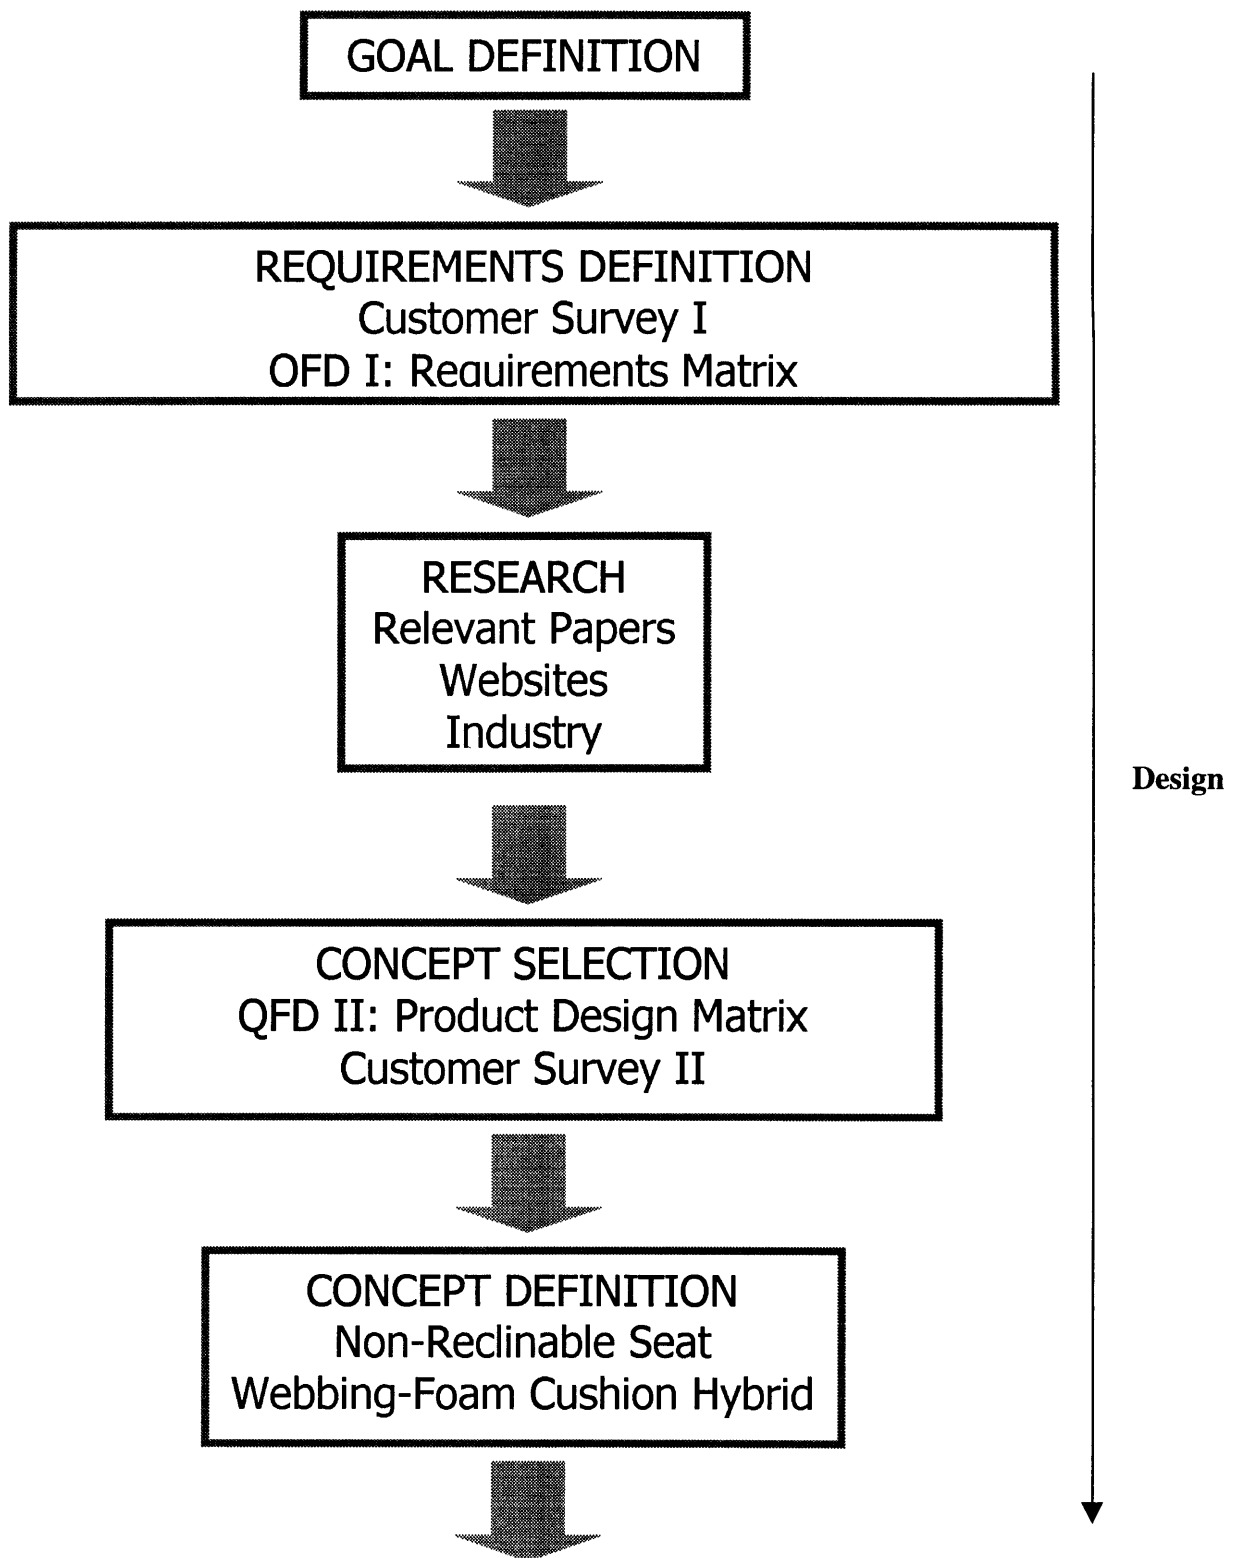 GOAL DEFINITION
REQUIREMENTS DEFINITION
Customer Survey I
QFD I: Requirements Matrix
RESEARCH
Relevant Papers
Websites
Industry
Design
CONCEPT SELECTION
QFD II: Product Design Matrix
Customer Survey II
CONCEPT DEFINITION
Non-Reclinable Seat
Webbing-Foam Cushion Hybrid